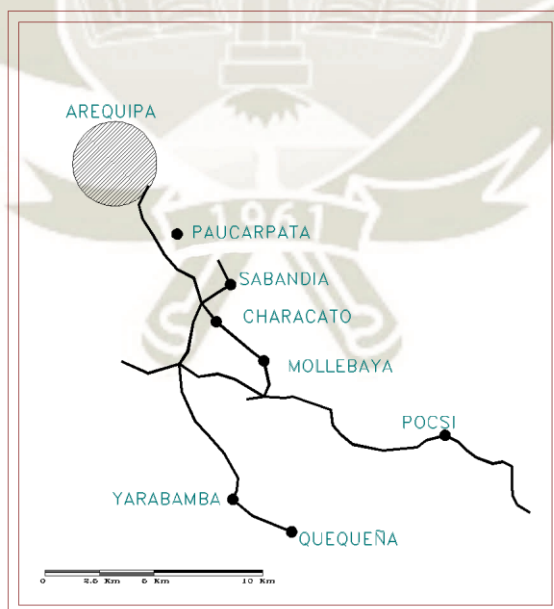 AREQUIPA
1961
PAUCARPATA
SABANDIA
CHARACATO
MOLLEBAYA
POCSI
YARABAMBA
QUEQUEÑA
0 2.5 Km 5 Km 10 Km